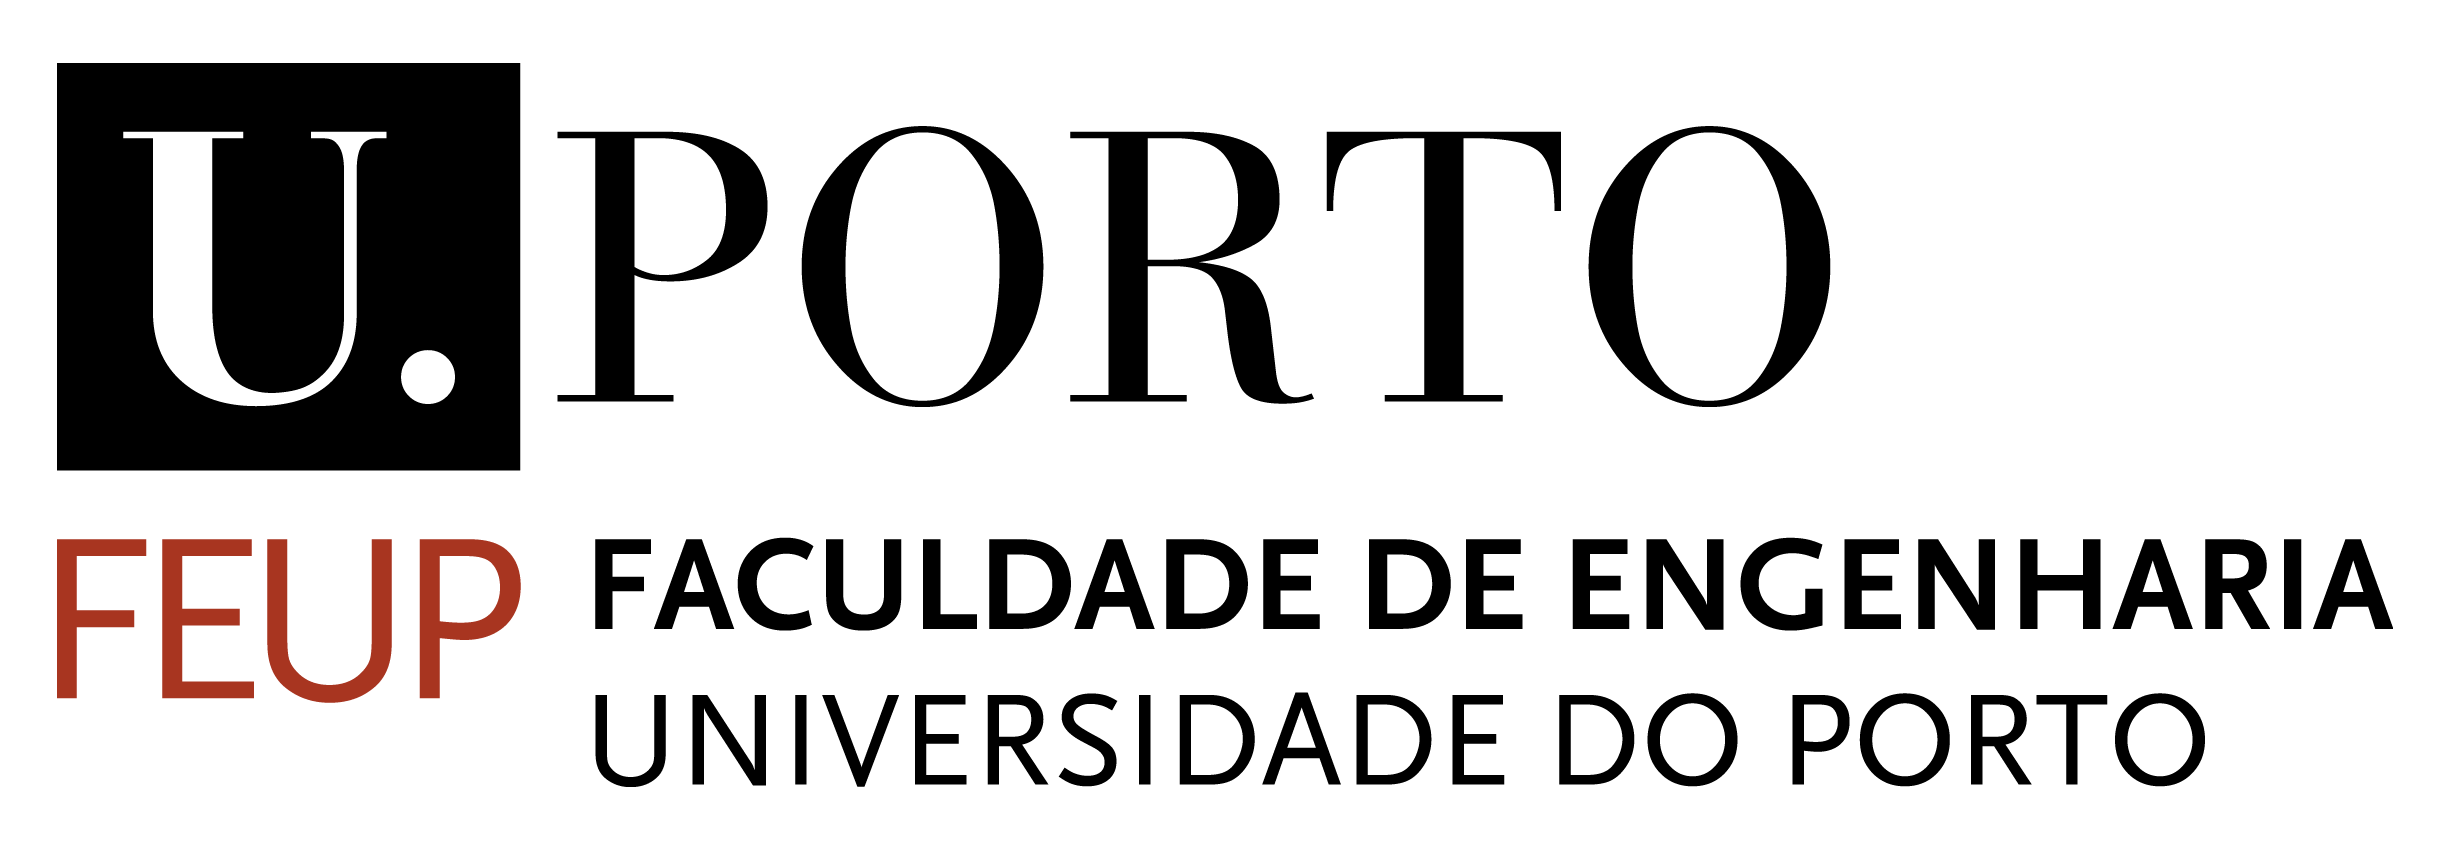 U. PORTO
FEUP FACULDADE DE ENGENHARIA
UNIVERSIDADE DO PORTO